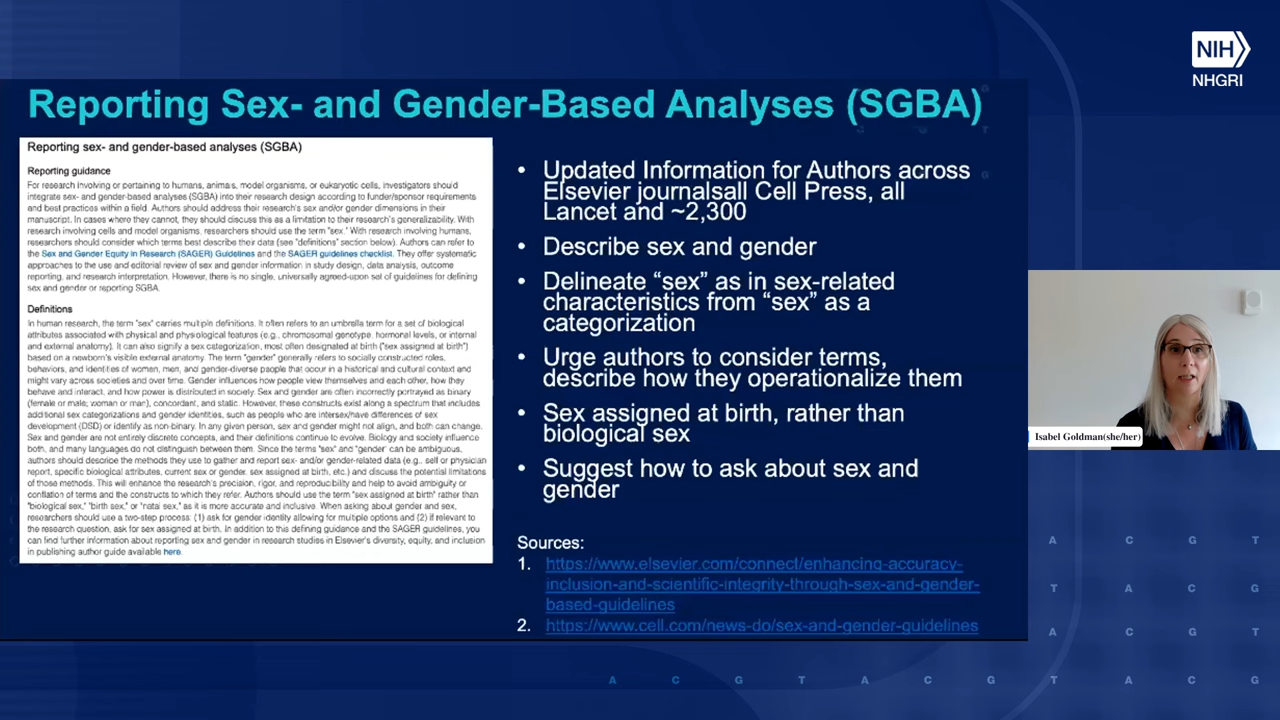 NIH
NHGRI
Reporting Sex- and Gender-Based Analyses (SGBA)
Reporting sex- and gender-based analyses (SGBA)
Reporting guidance
For research involving or pertaining to humans, animals, model organisms, or eukaryotic cells, investigators should
integrate sex- and gender-based analyses (SGBA) into their research design according to funder/sponsor requirements
and best practices within a field. Authors should address their research's sex and/or gender dimensions in their
manuscript. In cases where they cannot, they should discuss this as a limitation to their research's generalizability. With
research involving cells and model organisms, researchers should use the term "sex." With research involving humans,
researchers should consider which terms best describe their data (see "definitions" section below). Authors can refer to
the Sex and Gender Equity in Research (SAGER) Guidelines and the SAGER guidelines checklist. They offer systematic
approaches to the use and editorial review of sex and gender information in study design, data analysis, outcome
reporting, and research interpretation. However, there is no single, universally agreed-upon set of guidelines for defining
sex and gender or reporting SGBA.
Definitions
In human research, the term "sex" carries multiple definitions. It often refers to an umbrella term for a set of biological
attributes associated with physical and physiological features (e.g., chromosomal genotype, hormonal levels, or internal
and external anatomy). It can also signify a sex categorization, most often designated at birth ("sex assigned at birth")
based on a newborn's visible external anatomy. The term "gender" generally refers to socially constructed roles,
behaviors, and identities of women, men, and gender-diverse people that occur in a historical and cultural context and
might vary across societies and over time. Gender influences how people view themselves and each other, how they
behave and interact, and how power is distributed in society. Sex and gender are often incorrectly portrayed as binary
(female or male; woman or man), concordant, and static. However, these constructs exist along a spectrum that includes
additional sex categorizations and gender identities, such as people who are intersex/have differences of sex
development (DSD) or identify as non-binary. In any given person, sex and gender might not align, and both can change.
Sex and gender are not entirely discrete concepts, and their definitions continue to evolve. Biology and society influence
both, and many languages do not distinguish between them. Since the terms "sex" and "gender" can be ambiguous,
authors should describe the methods they use to gather and report sex- and/or gender-related data (e.g., self or physician
report, specific biological attributes, current sex or gender, sex assigned at birth, etc.) and discuss the potential limitations
of those methods. This will enhance the research's precision, rigor, and reproducibility and help to avoid ambiguity or
conflation of terms and the constructs to which they refer. Authors should use the term "sex assigned at birth" rather than
"biological sex," "birth sex," or "natal sex," as it is more accurate and inclusive. When asking about gender and sex,
researchers should use a two-step process: (1) ask for gender identity allowing for multiple options and (2) if relevant to
the research question, ask for sex assigned at birth. In addition to this defining guidance and the SAGER guidelines, you
can find further information about reporting sex and gender in research studies in Elsevier's diversity, equity, and inclusion
in publishing author guide available here.
• Updated Information for Authors across
Elsevier journalsall Cell Press, all
Lancet and ~2,300
• Describe sex and gender
• Delineate “sex” as in sex-related
characteristics from “sex” as a
categorization
• Urge authors to consider terms,
describe how they operationalize them
• Sex assigned at birth, rather than
biological sex
• Suggest how to ask about sex and
gender
Sources:
1. https://www.elsevier.com/connect/enhancing-accuracy-
inclusion-and-scientific-integrity-through-sex-and-gender-
based-guidelines
2. https://www.cell.com/news-do/sex-and-gender-guidelines
Isabel Goldman(she/her)
A C G T
T A C G
A C G T
A C G T A C G T A C G